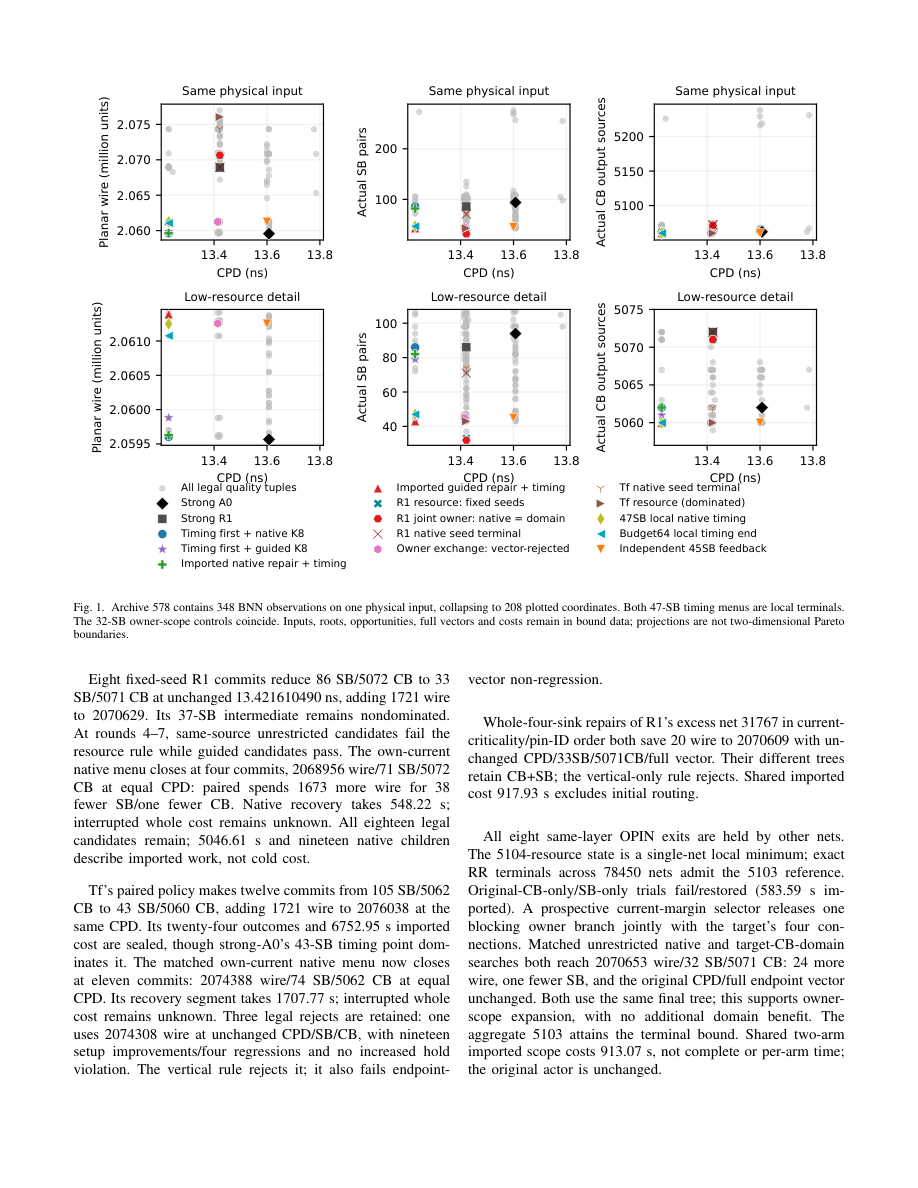 Same physical input
Same physical input
Same physical input
Planar wire (million units)
2.075
2.070
2.065
2.060
13.4
13.6
13.8
CPD (ns)
Actual SB pairs
200
100
13.4
13.6
13.8
CPD (ns)
Actual CB output sources
5200
5150
5100
13.4
13.6
13.8
CPD (ns)
Low-resource detail
Low-resource detail
Low-resource detail
Planar wire (million units)
2.0610
2.0605
2.0600
2.0595
13.4
13.6
13.8
CPD (ns)
Actual SB pairs
100
80
60
40
13.4
13.6
13.8
CPD (ns)
Actual CB output sources
5075
5070
5065
5060
13.4
13.6
13.8
CPD (ns)
All legal quality tuples
Strong A0
Strong R1
Timing first + native K8
Timing first + guided K8
Imported native repair + timing
Imported guided repair + timing
R1 resource: fixed seeds
R1 joint owner: native = domain
R1 native seed terminal
Owner exchange: vector-rejected
Tf native seed terminal
Tf resource (dominated)
47SB local native timing
Budget64 local timing end
Independent 45SB feedback
Fig. 1. Archive 578 contains 348 BNN observations on one physical input, collapsing to 208 plotted coordinates. Both 47-SB timing menus are local terminals.
The 32-SB owner-scope controls coincide. Inputs, roots, opportunities, full vectors and costs remain in bound data; projections are not two-dimensional Pareto
boundaries.
Eight fixed-seed R1 commits reduce 86 SB/5072 CB to 33
SB/5071 CB at unchanged 13.421610490 ns, adding 1721 wire
to 2070629. Its 37-SB intermediate remains nondominated.
At rounds 4–7, same-source unrestricted candidates fail the
resource rule while guided candidates pass. The own-current
native menu closes at four commits, 2068956 wire/71 SB/5072
CB at equal CPD: paired spends 1673 more wire for 38
fewer SB/one fewer CB. Native recovery takes 548.22 s;
interrupted whole cost remains unknown. All eighteen legal
candidates remain; 5046.61 s and nineteen native children
describe imported work, not cold cost.
Tf's paired policy makes twelve commits from 105 SB/5062
CB to 43 SB/5060 CB, adding 1721 wire to 2076038 at the
same CPD. Its twenty-four outcomes and 6752.95 s imported
cost are sealed, though strong-A0's 43-SB timing point dom-
inates it. The matched own-current native menu now closes
at eleven commits: 2074388 wire/74 SB/5062 CB at equal
CPD. Its recovery segment takes 1707.77 s; interrupted whole
cost remains unknown. Three legal rejects are retained: one
uses 2074308 wire at unchanged CPD/SB/CB, with nineteen
setup improvements/four regressions and no increased hold
violation. The vertical rule rejects it; it also fails endpoint-
vector non-regression.
Whole-four-sink repairs of R1's excess net 31767 in current-
criticality/pin-ID order both save 20 wire to 2070609 with un-
changed CPD/33SB/5071CB/full vector. Their different trees
retain CB+SB; the vertical-only rule rejects. Shared imported
cost 917.93 s excludes initial routing.
All eight same-layer OPIN exits are held by other nets.
The 5104-resource state is a single-net local minimum; exact
RR terminals across 78450 nets admit the 5103 reference.
Original-CB-only/SB-only trials fail/restored (583.59 s im-
ported). A prospective current-margin selector releases one
blocking owner branch jointly with the target's four con-
nections. Matched unrestricted native and target-CB-domain
searches both reach 2070653 wire/32 SB/5071 CB: 24 more
wire, one fewer SB, and the original CPD/full endpoint vector
unchanged. Both use the same final tree; this supports owner-
scope expansion, with no additional domain benefit. The
aggregate 5103 attains the terminal bound. Shared two-arm
imported scope costs 913.07 s, not complete or per-arm time;
the original actor is unchanged.